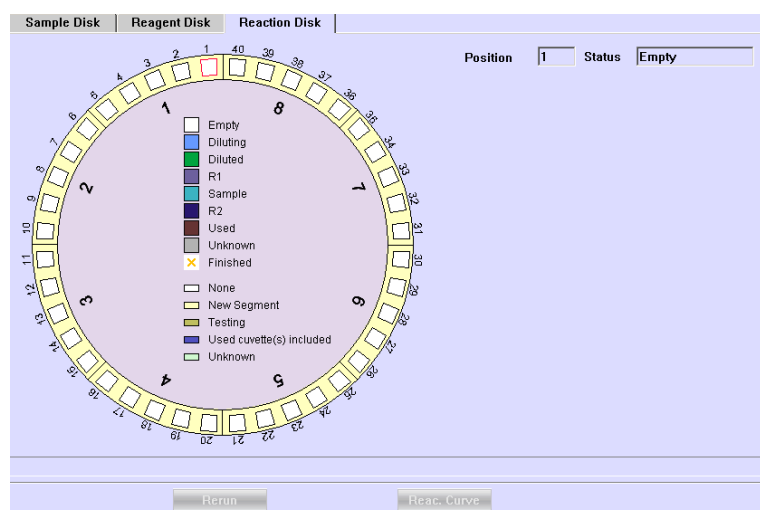 Sample Disk Reagent Disk Reaction Disk
Position 1 Status Empty
1 2 3 4 5 6 7 8 9 10 11 12 13 14 15 16 17 18 19 20 21 22 23 24 25 26 27 28 29 30 31 32 33 34 35 36 37 38 39 40
1 2 3 4 5 6 7 8
Empty
Diluting
Diluted
R1
Sample
R2
Used
Unknown
Finished
None
New Segment
Testing
Used cuvette(s) included
Unknown
Rerun Reac. Curve